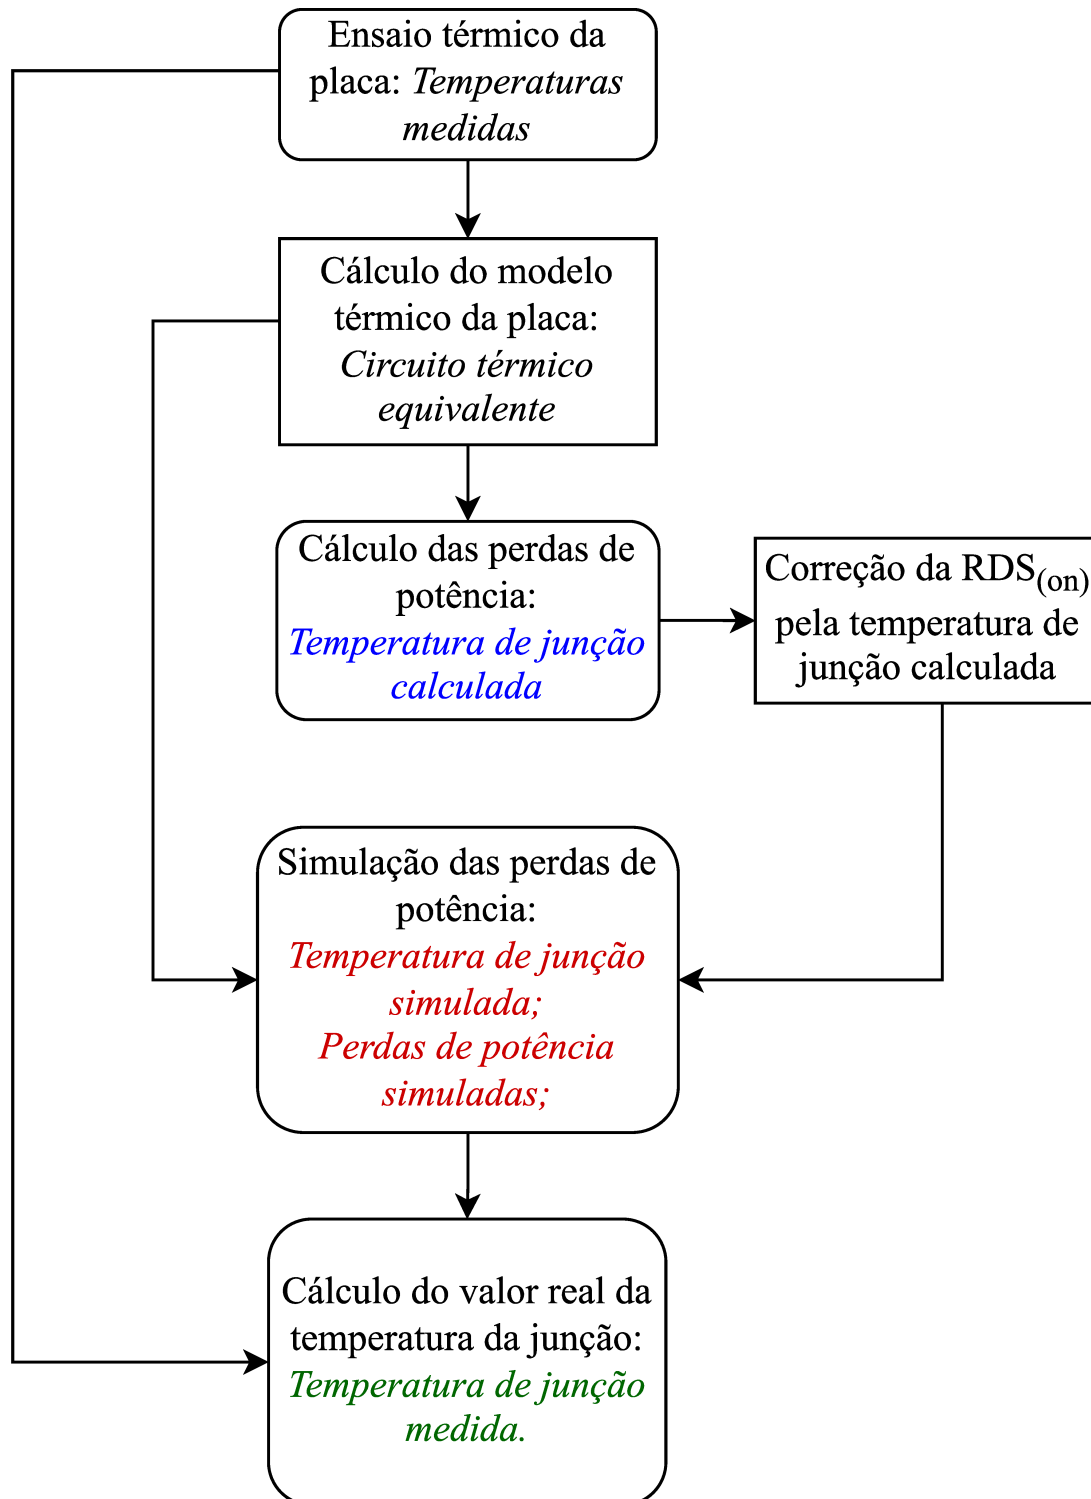 Ensaio térmico da
placa: Temperaturas
medidas
Cálculo do modelo
térmico da placa:
Circuito térmico
equivalente
Cálculo das perdas de
potência:
Temperatura de junção
calculada
Correção da RDS(on)
pela temperatura de
junção calculada
Simulação das perdas de
potência:
Temperatura de junção
simulada;
Perdas de potência
simuladas;
Cálculo do valor real da
temperatura da junção:
Temperatura de junção
medida.